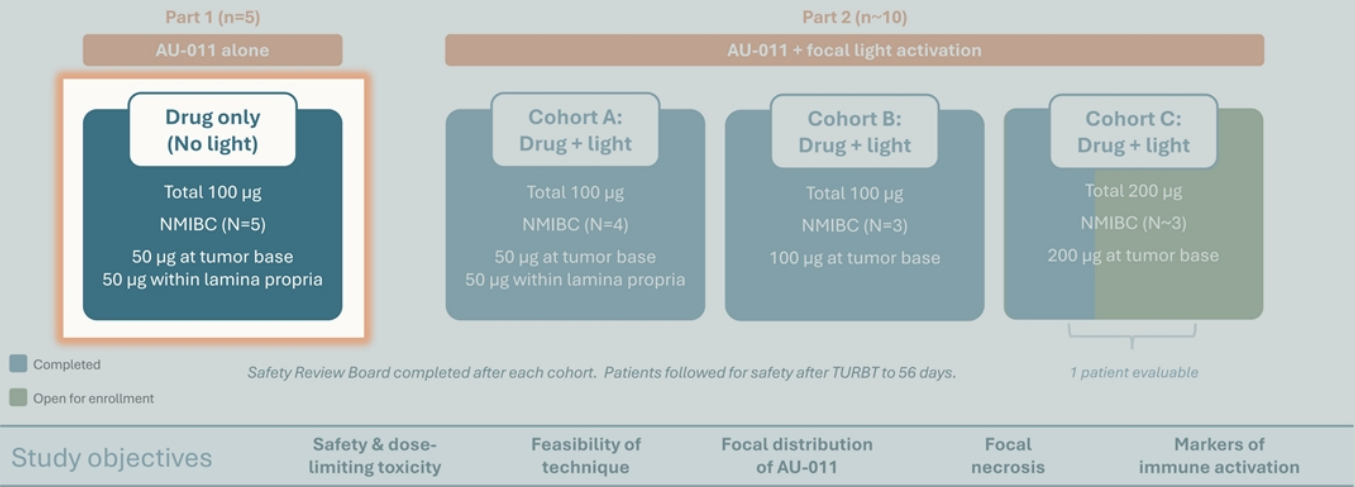 Part 1 (n=5)
AU-011 alone
Drug only
(No light)
Total 100 µg
NMIBC (N=5)
50 µg at tumor base
50 µg within lamina propria
Part 2 (n~10)
AU-011 + focal light activation
Cohort A:
Drug + light
Total 100 µg
NMIBC (N=4)
50 µg at tumor base
50 µg within lamina propria
Cohort B:
Drug + light
Total 100 µg
NMIBC (N=3)
100 µg at tumor base
Cohort C:
Drug + light
Total 200 µg
NMIBC (N~3)
200 µg at tumor base
1 patient evaluable
Completed
Open for enrollment
Safety Review Board completed after each cohort. Patients followed for safety after TURBT to 56 days.
Study objectives
Safety & dose-
limiting toxicity
Feasibility of
technique
Focal distribution
of AU-011
Focal
necrosis
Markers of
immune activation